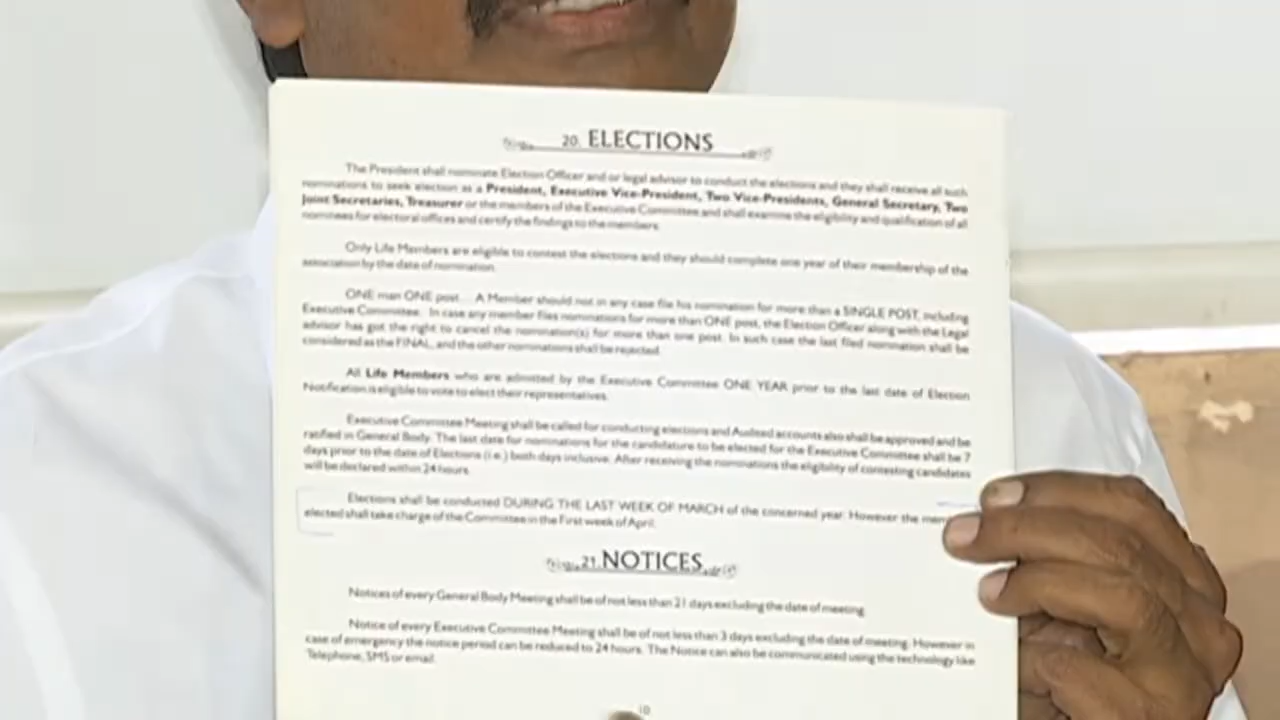 20. ELECTIONS
The President shall nominate Election Officer and or legal advisor to conduct the elections and they shall receive all such
nominations to seek election as a President, Executive Vice-President, Two Vice-Presidents, General Secretary, Two
Joint Secretaries, Treasurer or the members of the Executive Committee and shall examine the eligibility and qualification of all
nominees for electoral offices and certify the findings to the members.
Only Life Members are eligible to contest the elections and they should complete one year of their membership of the
association by the date of nomination.
ONE man ONE post... A Member should not in any case file his nomination for more than a SINGLE POST, including
Executive Committee. In case any member files nominations for more than ONE post, the Election Officer along with the Legal
advisor has got the right to cancel the nomination(s) for more than one post. In such case the last filed nomination shall be
considered as the FINAL, and the other nominations shall be rejected.
All Life Members who are admitted by the Executive Committee ONE YEAR prior to the last date of Election
Notification is eligible to vote to elect their representatives.
Executive Committee Meeting shall be called for conducting elections and Audited accounts also shall be approved and be
ratified in General Body. The last date for nominations for the candidature to be elected for the Executive Committee shall be 7
days prior to the date of Elections (i.e.) both days inclusive. After receiving the nominations the eligibility of contesting candidates
will be declared within 24 hours.
Elections shall be conducted DURING THE LAST WEEK OF MARCH of the concerned year. However the
elected shall take charge of the Committee in the First week of April.
21. NOTICES
Notices of every General Body Meeting shall be of not less than 21 days excluding the date of meeting.
Notice of every Executive Committee Meeting shall be of not less than 3 days excluding the date of meeting. However in
case of emergency the notice period can be reduced to 24 hours. The Notice can also be communicated using the technology like
Telephone, SMS or email.
10